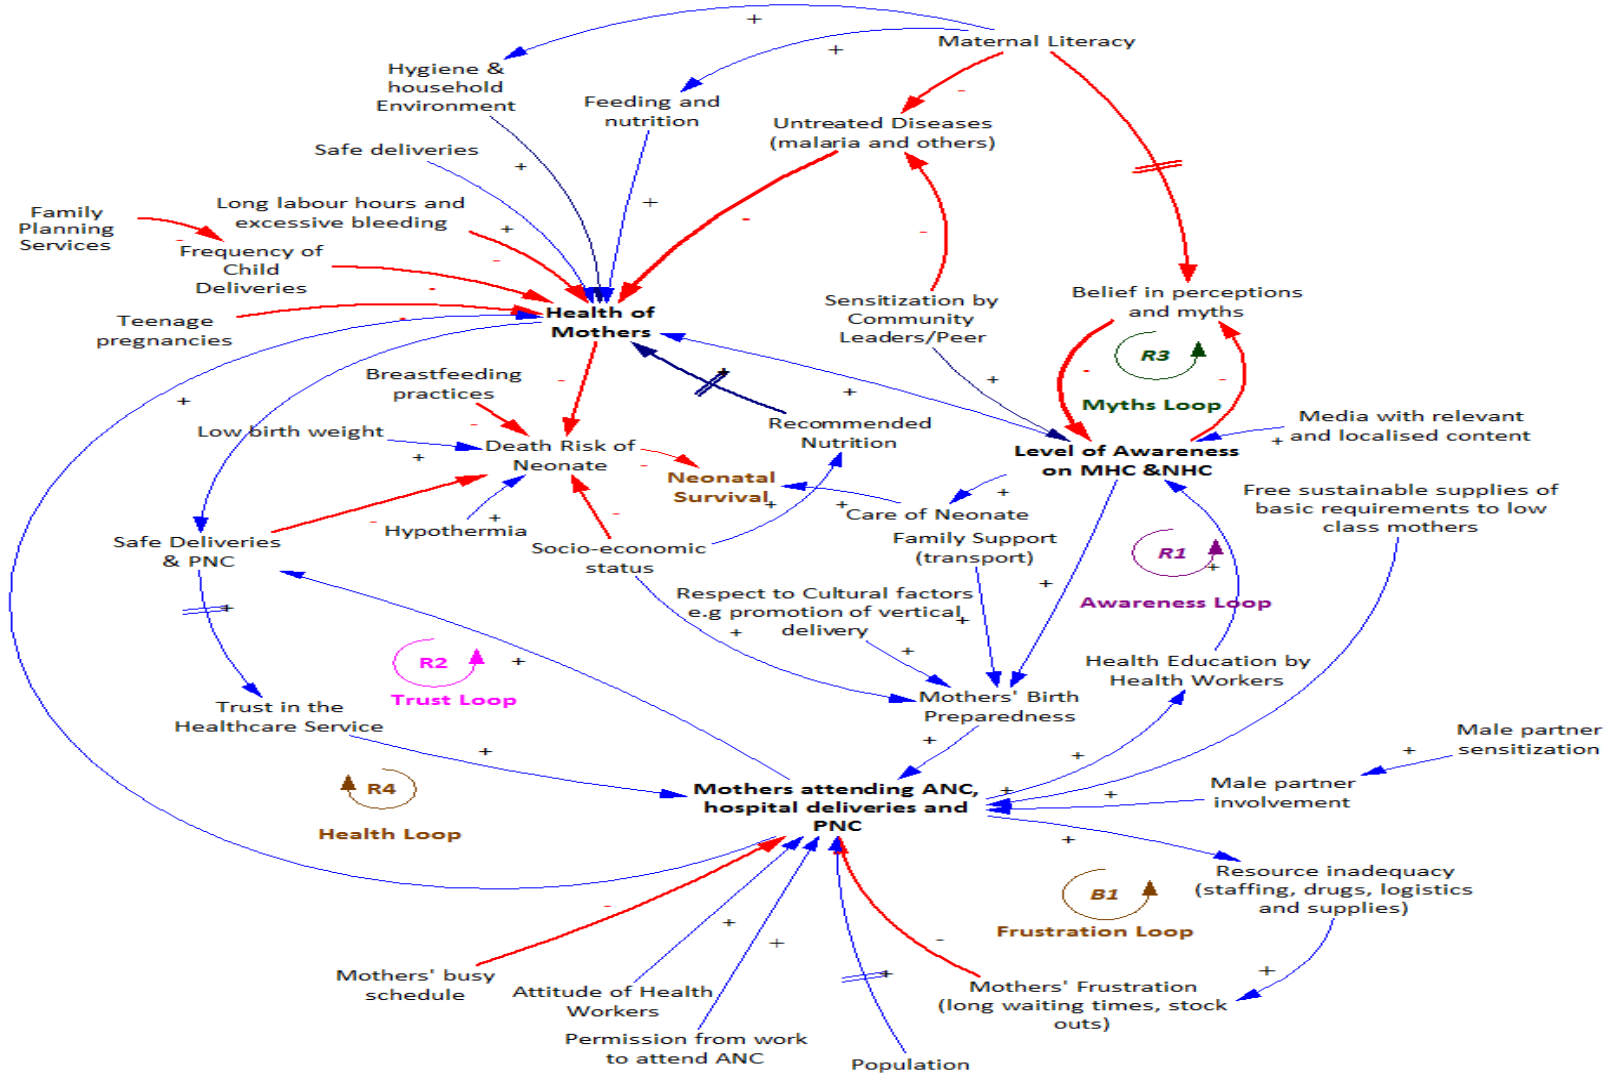 Maternal Literacy
Hygiene &
household
Environment
Feeding and
nutrition
Untreated Diseases
(malaria and others)
Safe deliveries
Long labour hours and
excessive bleeding
Family
Planning
Services
Frequency of
Child
Deliveries
Teenage
pregnancies
Health of
Mothers
Sensitization by
Community
Leaders/Peer
Belief in perceptions
and myths
R3
Myths Loop
Breastfeeding
practices
Low birth weight
Death Risk of
Neonate
Neonatal
Survival
Recommended
Nutrition
Level of Awareness
on MHC &NHC
Media with relevant
and localised content
Free sustainable supplies of
basic requirements to low
class mothers
Care of Neonate
Family Support
(transport)
Hypothermia
Socio-economic
status
Safe Deliveries
& PNC
R1
Awareness Loop
Respect to Cultural factors
e.g promotion of vertical
delivery
R2
Trust Loop
Health Education by
Health Workers
Mothers' Birth
Preparedness
Trust in the
Healthcare Service
Male partner
sensitization
Male partner
involvement
Mothers attending ANC,
hospital deliveries and
PNC
R4
Health Loop
Resource inadequacy
(staffing, drugs, logistics
and supplies)
B1
Frustration Loop
Mothers' busy
schedule
Attitude of Health
Workers
Permission from work
to attend ANC
Population
Mothers' Frustration
(long waiting times, stock
outs)